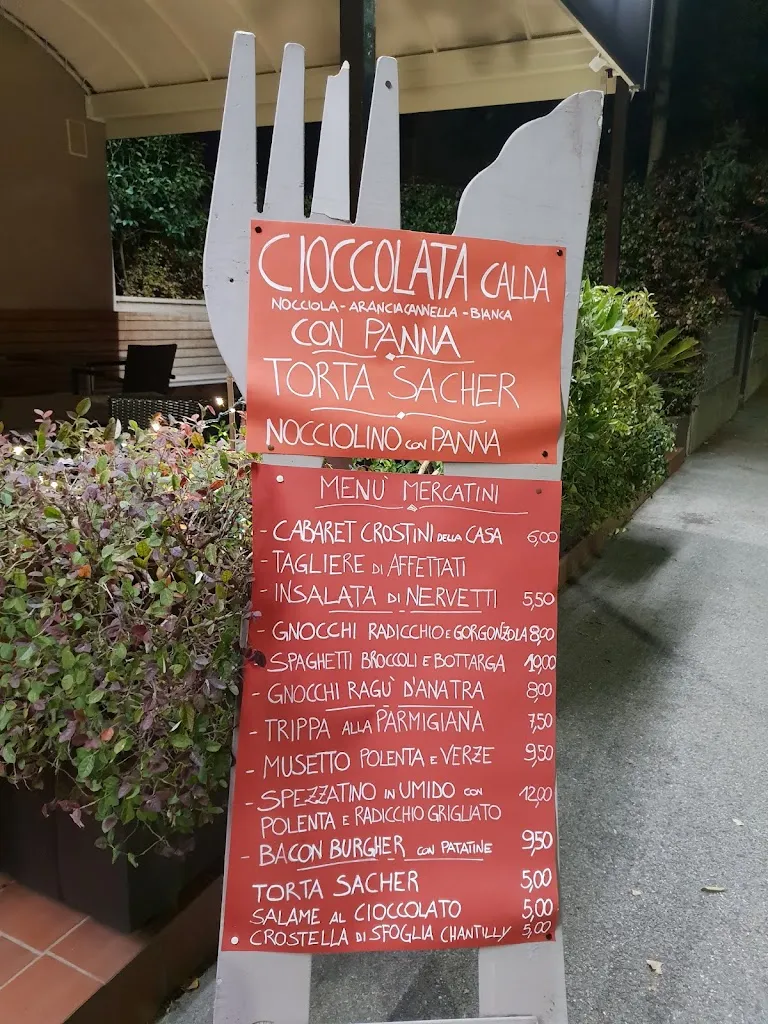 CIOCCOLATA CALDA
NOCCIOLA - ARANCIA CANNELLA - BIANCA
CON PANNA
TORTA SACHER
NOCCIOLINO CON PANNA
MENÙ MERCATINI
- CABARET CROSTINI DELLA CASA 6,00
- TAGLIERE DI AFFETTATI
- INSALATA DI NERVETTI 5,50
- GNOCCHI RADICCHIO E GORGONZOLA 8,00
- SPAGHETTI BROCCOLI E BOTTARGA 10,00
- GNOCCHI RAGÙ D'ANATRA 8,00
- TRIPPA ALLA PARMIGIANA 7,50
- MUSETTO POLENTA E VERZE 9,50
- SPEZZATINO IN UMIDO CON 12,00
POLENTA E RADICCHIO GRIGLIATO
- BACON BURGHER CON PATATINE 9,50
TORTA SACHER 5,00
SALAME AL CIOCCOLATO 5,00
CROSTELLA DI SFOGLIA CHANTILLY 5,00